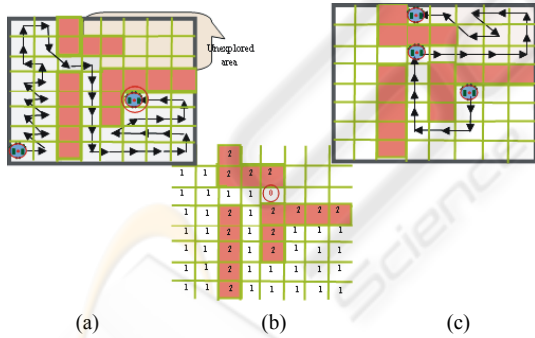 Unexplored
area
2
1 1 2 2 2
1 1 1 1 0
1 1 2 1 2 2 2 2
1 1 2 1 2 1 1 1
1 1 2 1 2 1 1 1
1 1 2 1 1 1 1 1
1 1 2 1 1 1 1 1
(a) (b) (c)
Science